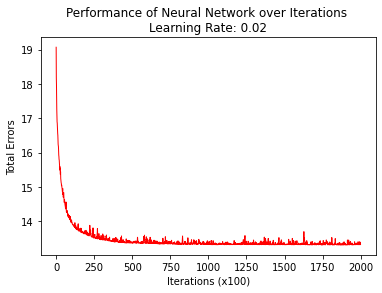 Performance of Neural Network over Iterations
Learning Rate: 0.02
Total Errors
19
18
17
16
15
14
0 250 500 750 1000 1250 1500 1750 2000
Iterations (x100)